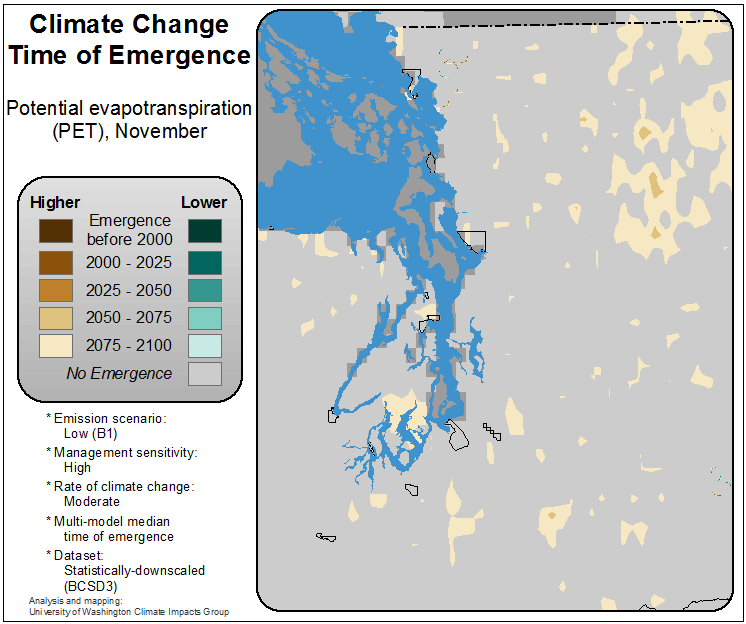 Climate Change
Time of Emergence
Potential evapotranspiration
(PET), November
Higher Lower
Emergence
before 2000
2000 - 2025
2025 - 2050
2050 - 2075
2075 - 2100
No Emergence
* Emission scenario:
Low (B1)
* Management sensitivity:
High
* Rate of climate change:
Moderate
* Multi-model median
time of emergence
* Dataset:
Statistically-downscaled
(BCSD3)
Analysis and mapping:
University of Washington Climate Impacts Group